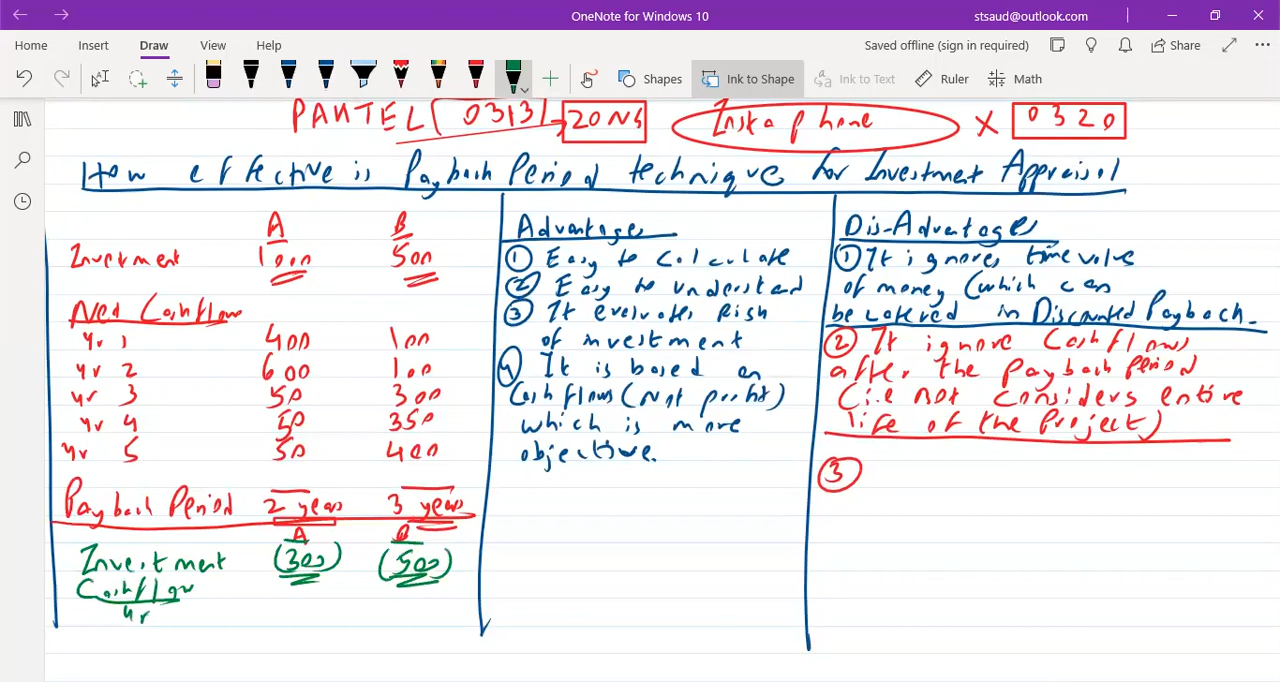 OneNote for Windows 10
stsaud@outlook.com
Home Insert Draw View Help
Saved offline (sign in required)
Share
Shapes
Ink to Shape
Ink to Text
Ruler
Math
PAKTEL 0313 20 Instaphone X 0320
How effective is Payback Period technique for Investment Appraisal
A B
Investment 1000 500
Net Cashflow
yr 1 400 100
yr 2 600 100
yr 3 50 300
yr 4 50 350
yr 5 50 400
Payback Period 2 years 3 years
A B
Investment (300) (500)
Cashflow
yr
Advantage
① Easy to calculate
② Easy to understand
③ It evaluates Risk
of investment
④ It is based on
Cashflows (Not profit)
which is more
objective.
Dis-Advantage
① It ignores time value
of money (which can
be catered in Discounted Payback.
② It ignore Cashflows
after the Payback Period
(i.e not considers entire
life of the Project)
③